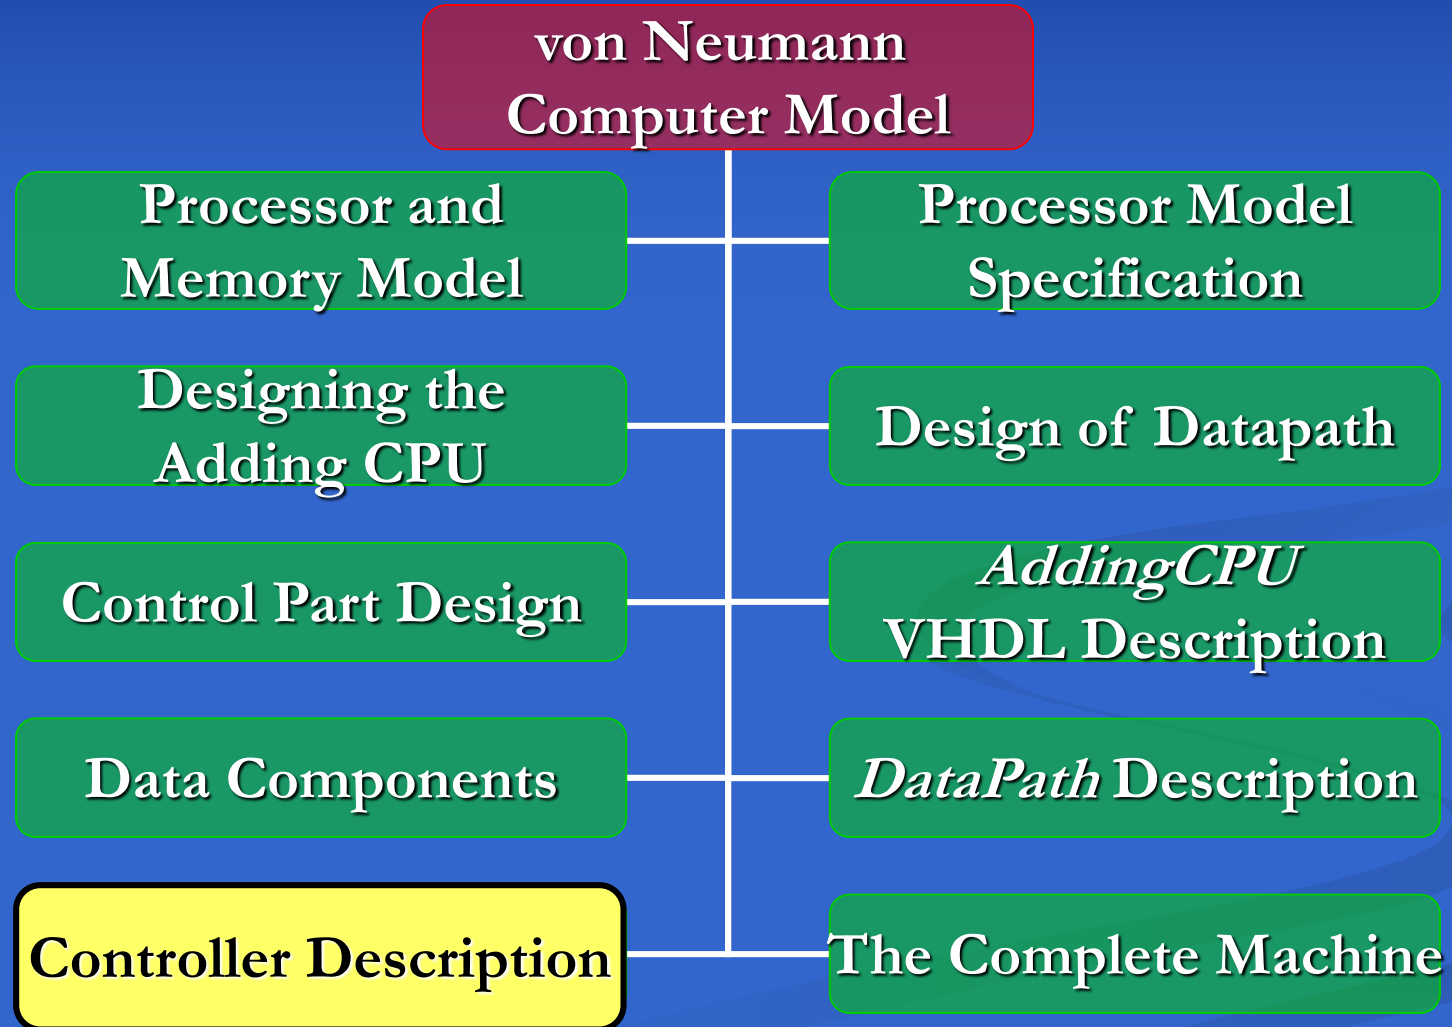 von Neumann
Computer Model
Processor and
Memory Model
Processor Model
Specification
Designing the
Adding CPU
Design of Datapath
Control Part Design
AddingCPU
VHDL Description
Data Components
DataPath Description
Controller Description
The Complete Machine